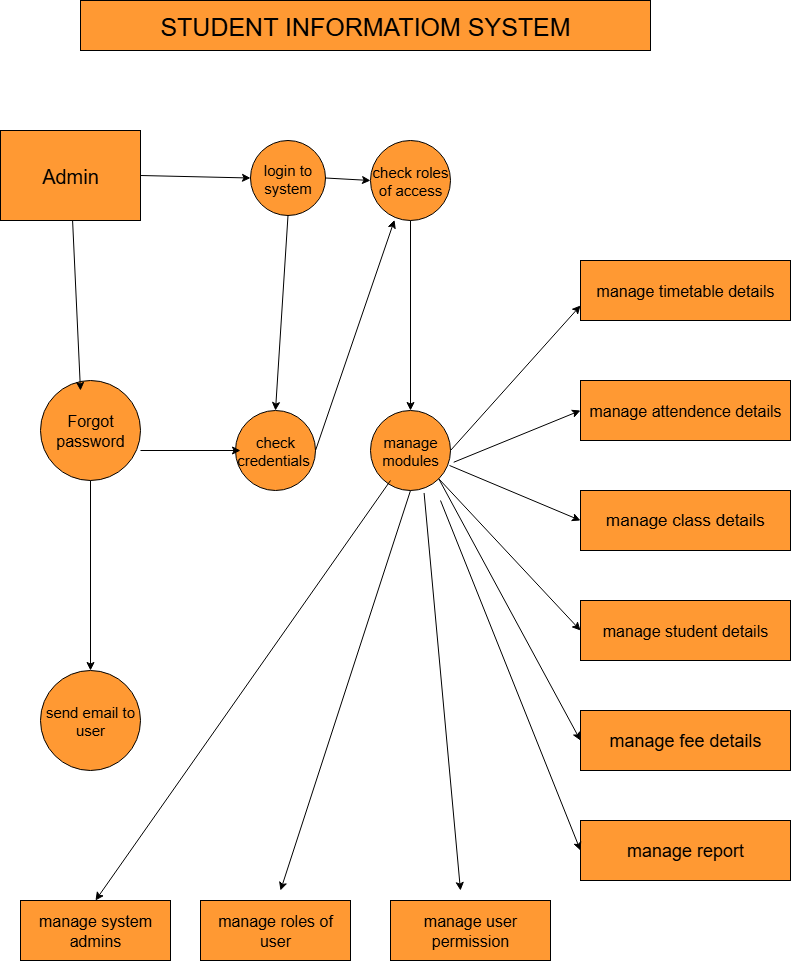 STUDENT INFORMATIOM SYSTEM
Admin
login to
system
check roles
of access
manage timetable details
manage attendence details
Forgot
password
check
credentials
manage
modules
manage class details
manage student details
send email to
user
manage fee details
manage report
manage system
admins
manage roles of
user
manage user
permission